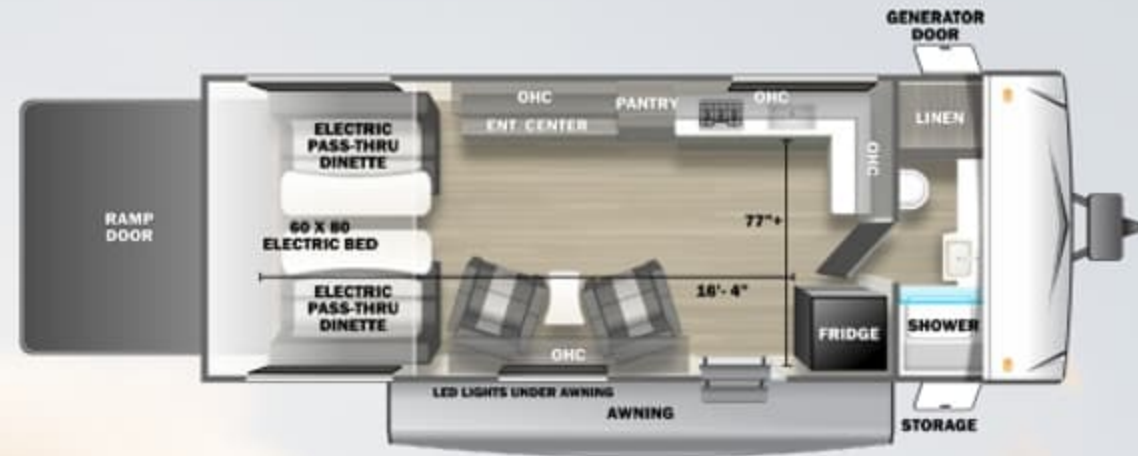 GENERATOR
DOOR
OHC
ENT. CENTER
PANTRY
OHC
LINEN
ELECTRIC
PASS-THRU
DINETTE
OHC
RAMP
DOOR
60 X 80
ELECTRIC BED
77"+
16'- 4"
ELECTRIC
PASS-THRU
DINETTE
FRIDGE
SHOWER
OHC
LED LIGHTS UNDER AWNING
AWNING
STORAGE